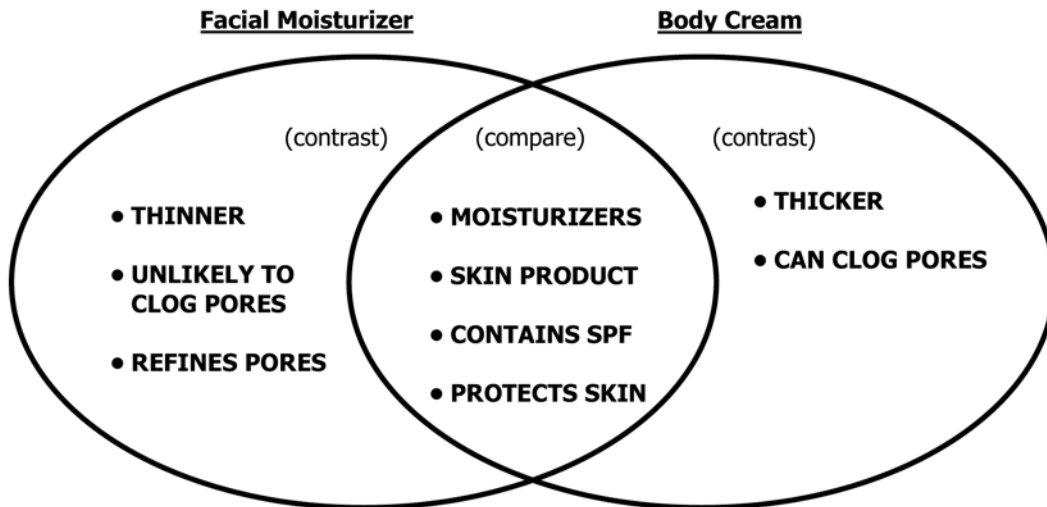 Facial Moisturizer
Body Cream
(contrast)
(compare)
(contrast)
• THINNER
• UNLIKELY TO
CLOG PORES
• REFINES PORES
• MOISTURIZERS
• SKIN PRODUCT
• CONTAINS SPF
• PROTECTS SKIN
• THICKER
• CAN CLOG PORES